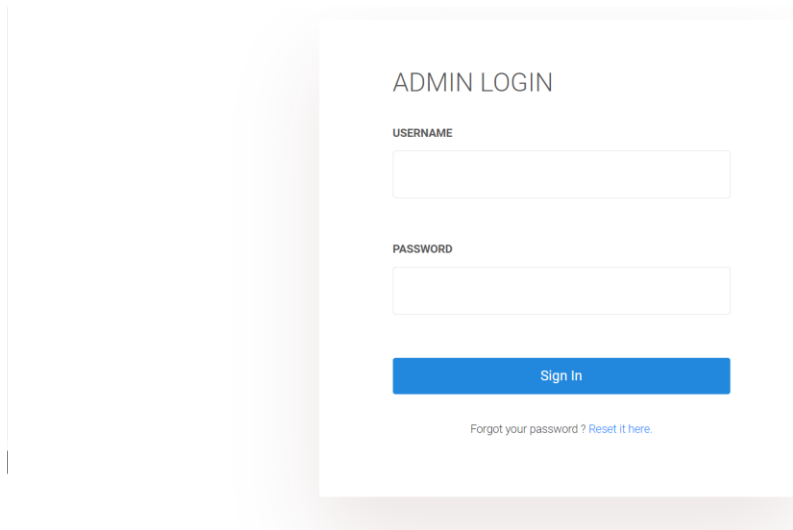 ADMIN LOGIN
USERNAME
PASSWORD
Sign In
Forgot your password ? Reset it here.